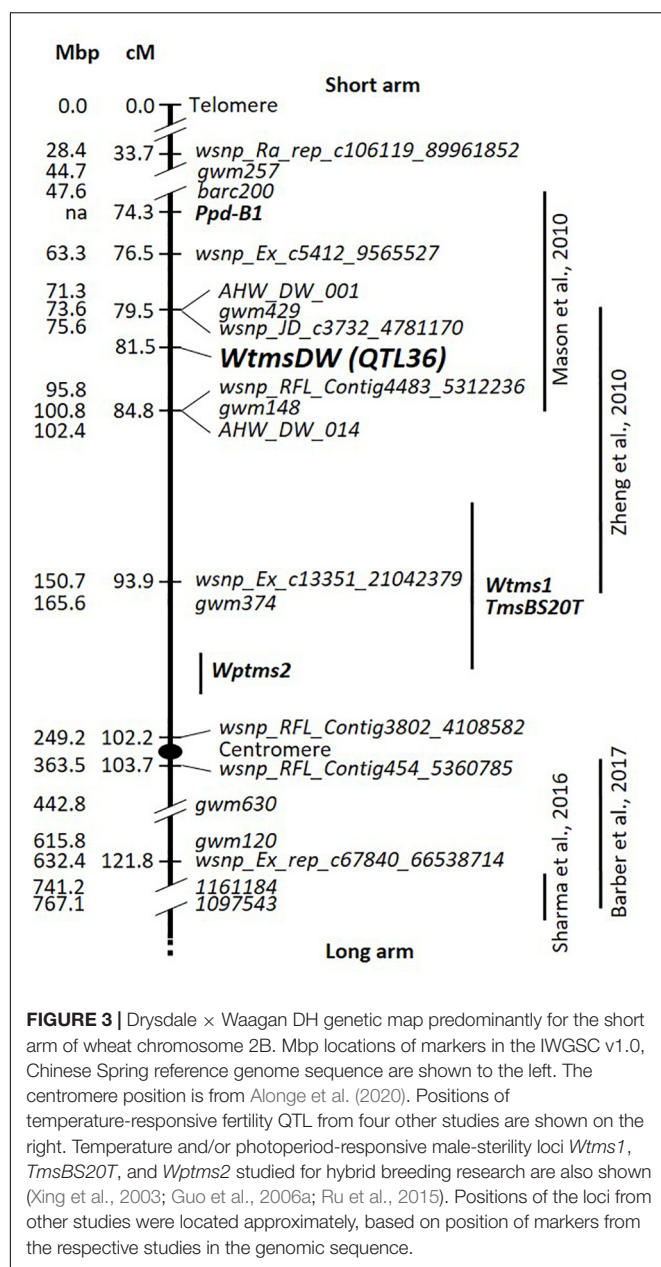 Mbp cM
Short arm
0.0 0.0 Telomere
28.4 33.7 wsnp_Ra_rep_c106119_89961852
44.7 gwm257
47.6 barc200
na 74.3 Ppd-B1
63.3 76.5 wsnp_Ex_c5412_9565527
71.3 AHW_DW_001
73.6 79.5 gwm429
75.6 wsnp_JD_c3732_4781170
81.5 WtmsDW (QTL36)
95.8 wsnp_RFL_Contig4483_5312236
100.8 84.8 gwm148
102.4 AHW_DW_014
Mason et al., 2010
Zheng et al., 2010
150.7 93.9 wsnp_Ex_c13351_21042379
165.6 gwm374
Wtms1
TmsBS20T
Wptms2
249.2 102.2 wsnp_RFL_Contig3802_4108582
Centromere
363.5 103.7 wsnp_RFL_Contig454_5360785
442.8 gwm630
615.8 gwm120
632.4 121.8 wsnp_Ex_rep_c67840_66538714
741.2 1161184
767.1 1097543
Sharma et al., 2016
Barber et al., 2017
Long arm
FIGURE 3 | Drysdale × Waagan DH genetic map predominantly for the short
arm of wheat chromosome 2B. Mbp locations of markers in the IWGSC v1.0,
Chinese Spring reference genome sequence are shown to the left. The
centromere position is from Alonge et al. (2020). Positions of
temperature-responsive fertility QTL from four other studies are shown on the
right. Temperature and/or photoperiod-responsive male-sterility loci Wtms1,
TmsBS20T, and Wptms2 studied for hybrid breeding research are also shown
(Xing et al., 2003; Guo et al., 2006a; Ru et al., 2015). Positions of the loci from
other studies were located approximately, based on position of markers from
the respective studies in the genomic sequence.